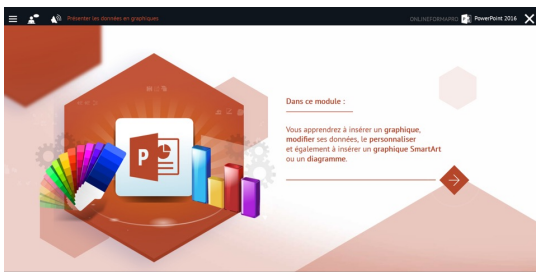 Présenter les données en graphiques
ONLINEFORMAPRO PowerPoint 2016
Dans ce module :
Vous apprendrez à insérer un graphique,
modifier ses données, le personnaliser
et également à insérer un graphique SmartArt
ou un diagramme.
P